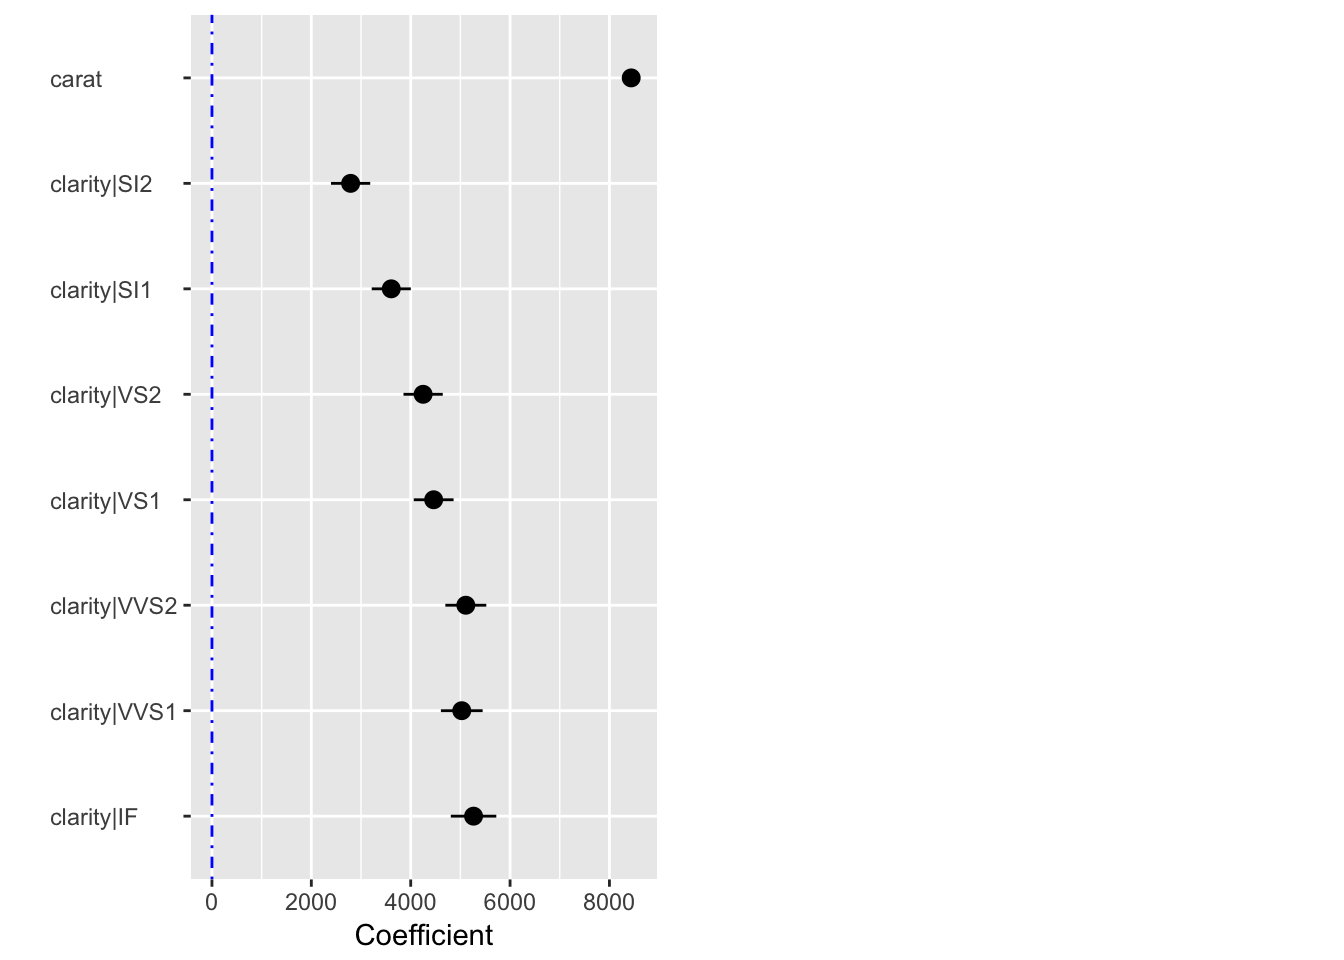 carat
clarity|SI2
clarity|SI1
clarity|VS2
clarity|VS1
clarity|VVS2
clarity|VVS1
clarity|IF
0 2000 4000 6000 8000
Coefficient